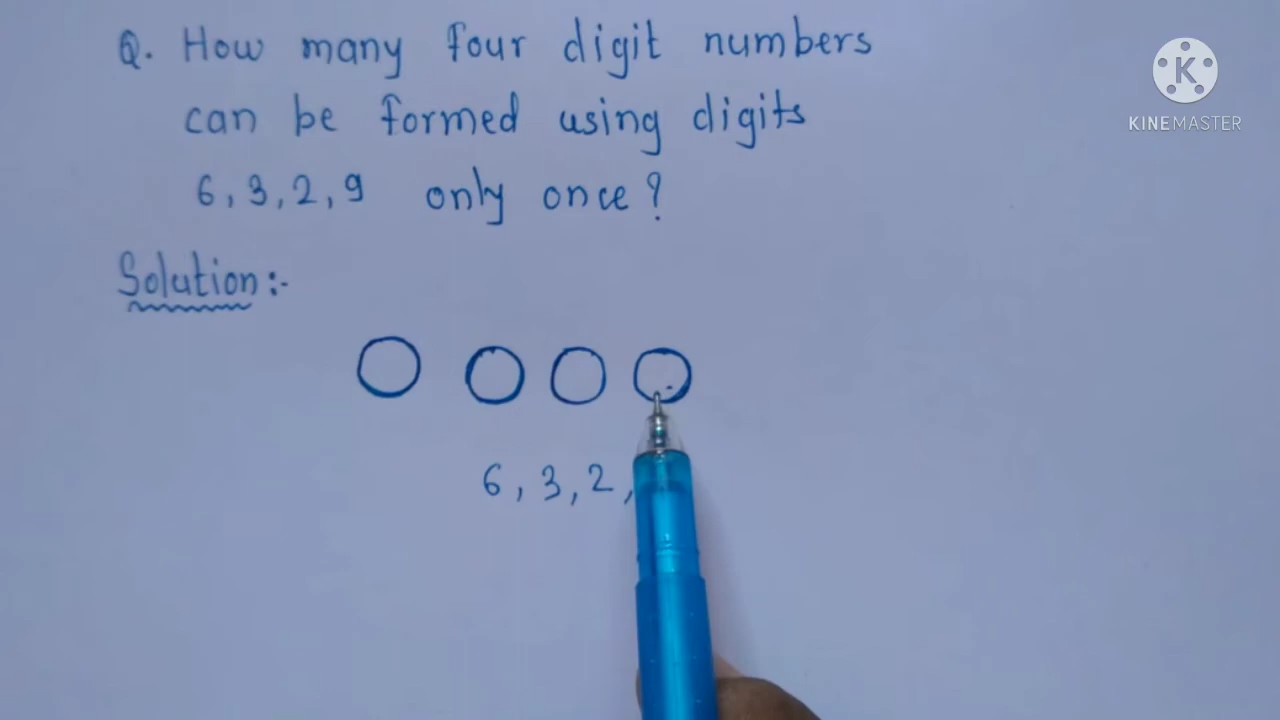 Q. How many four digit numbers
can be formed using digits
6, 3, 2, 9 only once?
Solution:-
6, 3, 2,
K
KINEMASTER